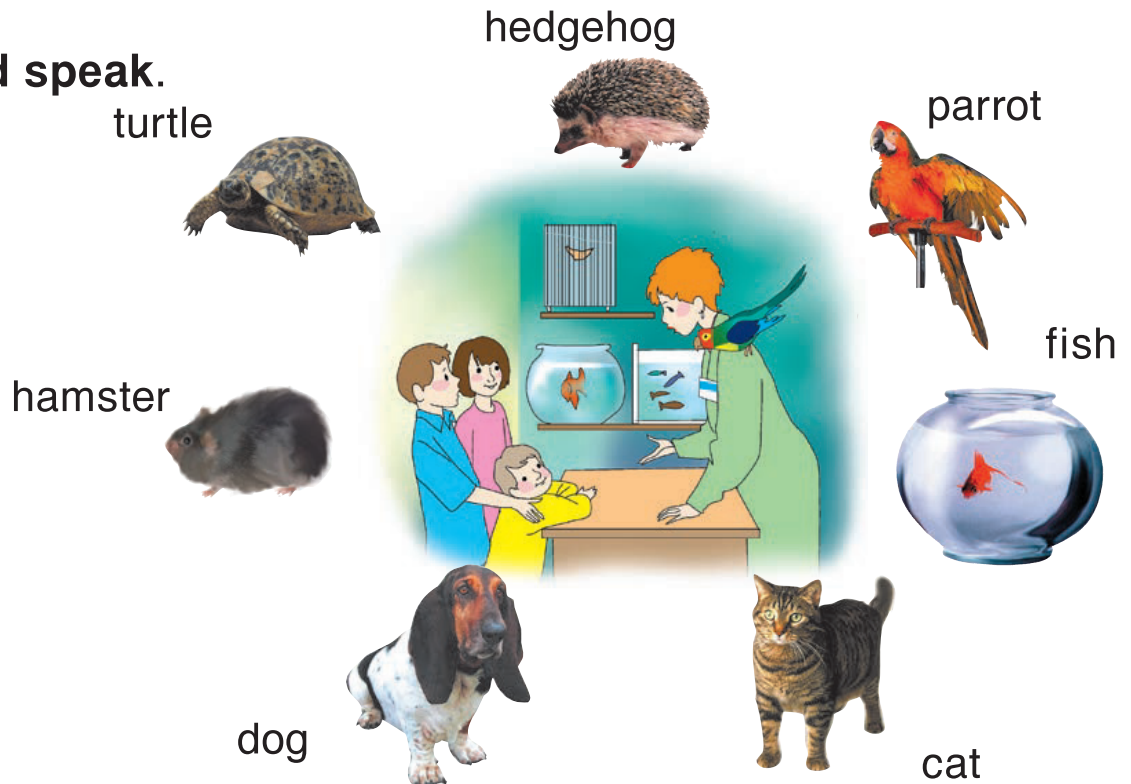 hedgehog
d speak.
turtle
parrot
fish
hamster
dog
cat